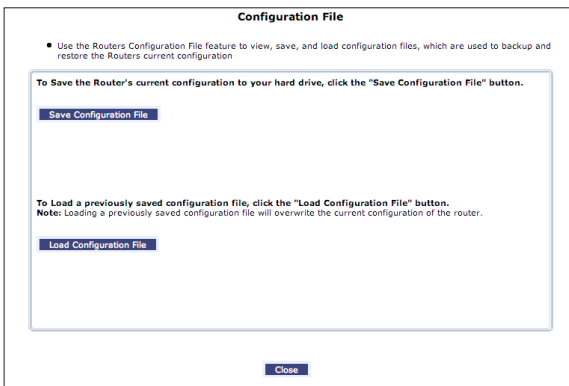 Configuration File
Use the Routers Configuration File feature to view, save, and load configuration files, which are used to backup and
restore the Routers current configuration
To Save the Router's current configuration to your hard drive, click the "Save Configuration File" button.
Save Configuration File
To Load a previously saved configuration file, click the "Load Configuration File" button.
Note: Loading a previously saved configuration file will overwrite the current configuration of the router.
Load Configuration File
Close